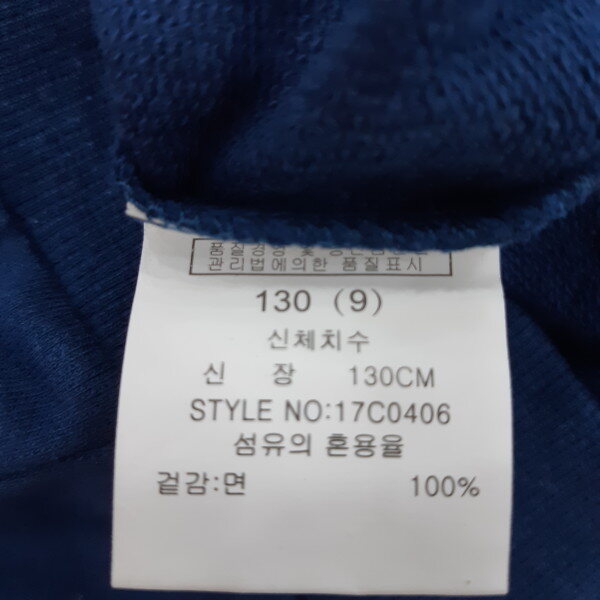 품질경영 및 공산품안전
관리법에의한 품질표시
130 (9)
신체치수
신 장 130CM
STYLE NO:17C0406
섬유의 혼용율
겉감:면 100%